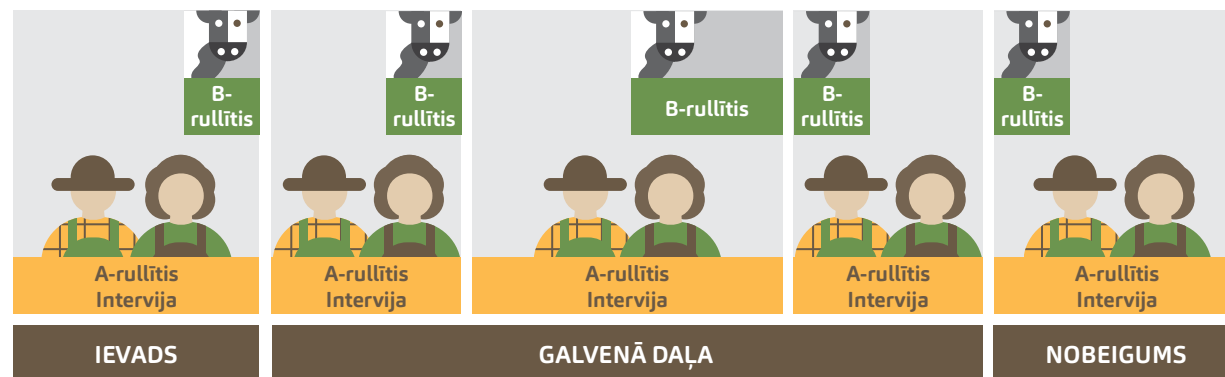 B-
rullītis
B-
rullītis
B-rullītis
B-
rullītis
B-
rullītis
A-rullītis
Intervija
A-rullītis
Intervija
A-rullītis
Intervija
A-rullītis
Intervija
A-rullītis
Intervija
IEVADS
GALVENĀ DAĻA
NOBEIGUMS